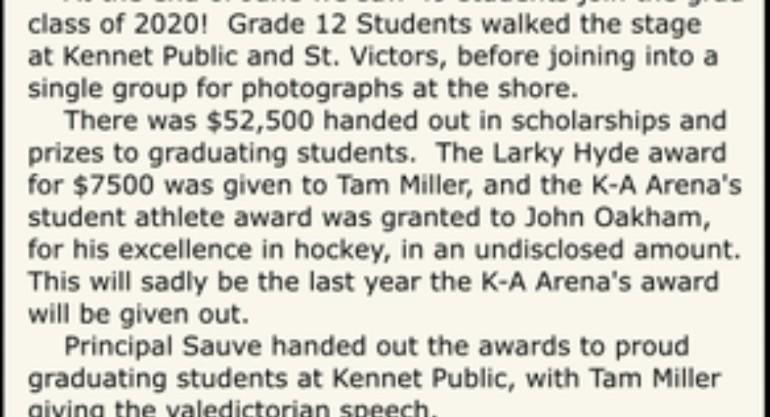 class of 2020!  Grade 12 Students walked the stage
at Kennet Public and St. Victors, before joining into a
single group for photographs at the shore.
There was $52,500 handed out in scholarships and
prizes to graduating students.  The Larky Hyde award
for $7500 was given to Tam Miller, and the K-A Arena's
student athlete award was granted to John Oakham,
for his excellence in hockey, in an undisclosed amount.
This will sadly be the last year the K-A Arena's award
will be given out.
Principal Sauve handed out the awards to proud
graduating students at Kennet Public, with Tam Miller
giving the valedictorian speech.